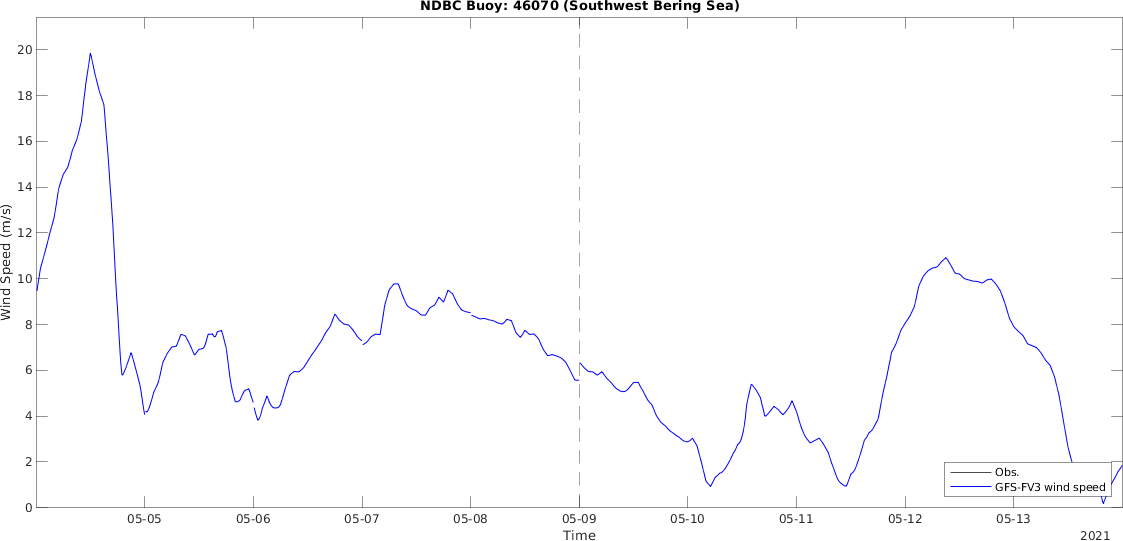 NDBC Buoy: 46070 (Southwest Bering Sea)
Wind Speed (m/s)
20
18
16
14
12
10
8
6
4
2
0
Obs.
GFS-FV3 wind speed
05-05 05-06 05-07 05-08 05-09 05-10 05-11 05-12 05-13
Time
2021